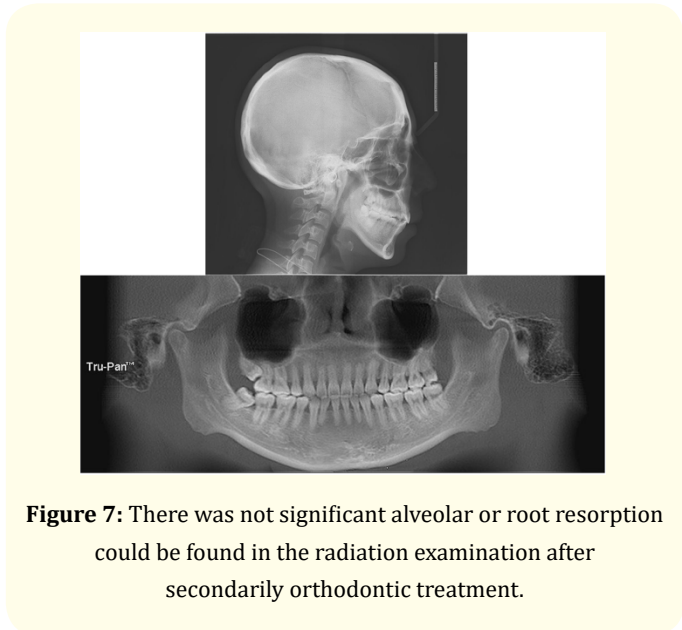 Tru-Pan™
Figure 7: There was not significant alveolar or root resorption
could be found in the radiation examination after
secondarily orthodontic treatment.